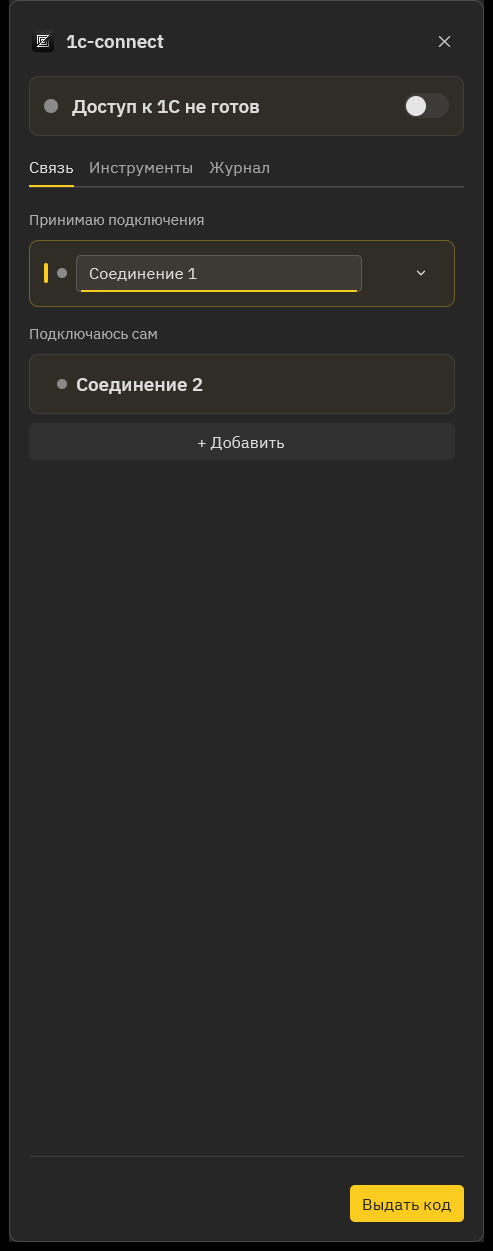 1c-connect
Доступ к 1С не готов
Связь Инструменты Журнал
Принимаю подключения
Соединение 1
Подключаюсь сам
Соединение 2
+ Добавить
Выдать код